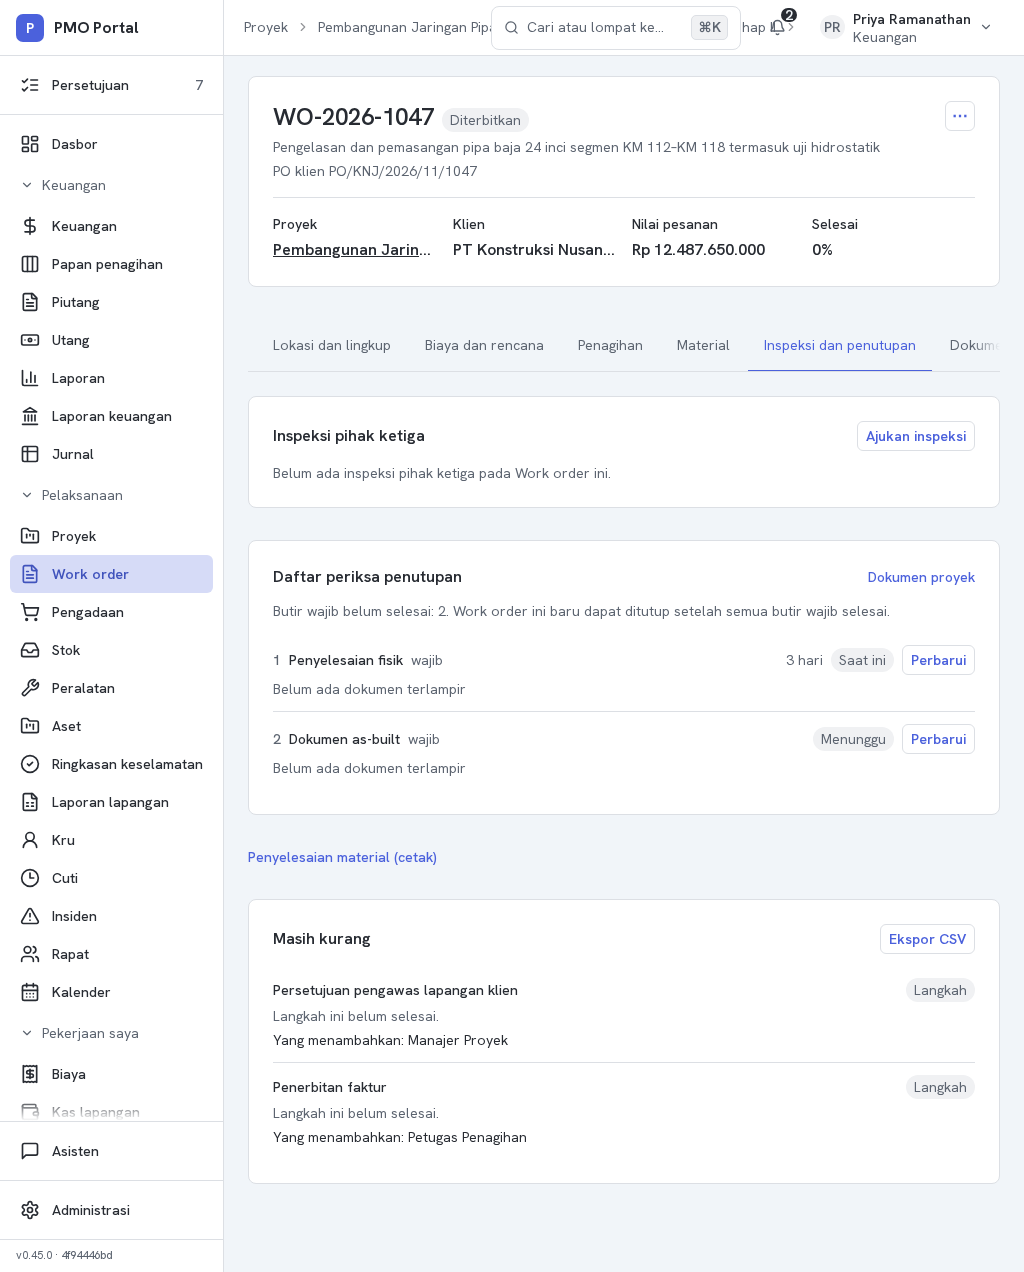 P PMO Portal
Proyek > Pembangunan Jaringan Pip
Cari atau lompat ke... ⌘K
hap
2
PR
Priya Ramanathan
Keuangan
Persetujuan 7
Dasbor
Keuangan
Keuangan
Papan penagihan
Piutang
Utang
Laporan
Laporan keuangan
Jurnal
Pelaksanaan
Proyek
Work order
Pengadaan
Stok
Peralatan
Aset
Ringkasan keselamatan
Laporan lapangan
Kru
Cuti
Insiden
Rapat
Kalender
Pekerjaan saya
Biaya
Kas lapangan
Asisten
Administrasi
v0.45.0 · 4f94446bd
WO-2026-1047 Diterbitkan
Pengelasan dan pemasangan pipa baja 24 inci segmen KM 112–KM 118 termasuk uji hidrostatik
PO klien PO/KNJ/2026/11/1047
Proyek Klien Nilai pesanan Selesai
Pembangunan Jarin... PT Konstruksi Nusan... Rp 12.487.650.000 0%
Lokasi dan lingkup Biaya dan rencana Penagihan Material Inspeksi dan penutupan Dokum
Inspeksi pihak ketiga Ajukan inspeksi
Belum ada inspeksi pihak ketiga pada Work order ini.
Daftar periksa penutupan Dokumen proyek
Butir wajib belum selesai: 2. Work order ini baru dapat ditutup setelah semua butir wajib selesai.
1 Penyelesaian fisik wajib 3 hari Saat ini Perbarui
Belum ada dokumen terlampir
2 Dokumen as-built wajib Menunggu Perbarui
Belum ada dokumen terlampir
Penyelesaian material (cetak)
Masih kurang Ekspor CSV
Persetujuan pengawas lapangan klien Langkah
Langkah ini belum selesai.
Yang menambahkan: Manajer Proyek
Penerbitan faktur Langkah
Langkah ini belum selesai.
Yang menambahkan: Petugas Penagihan